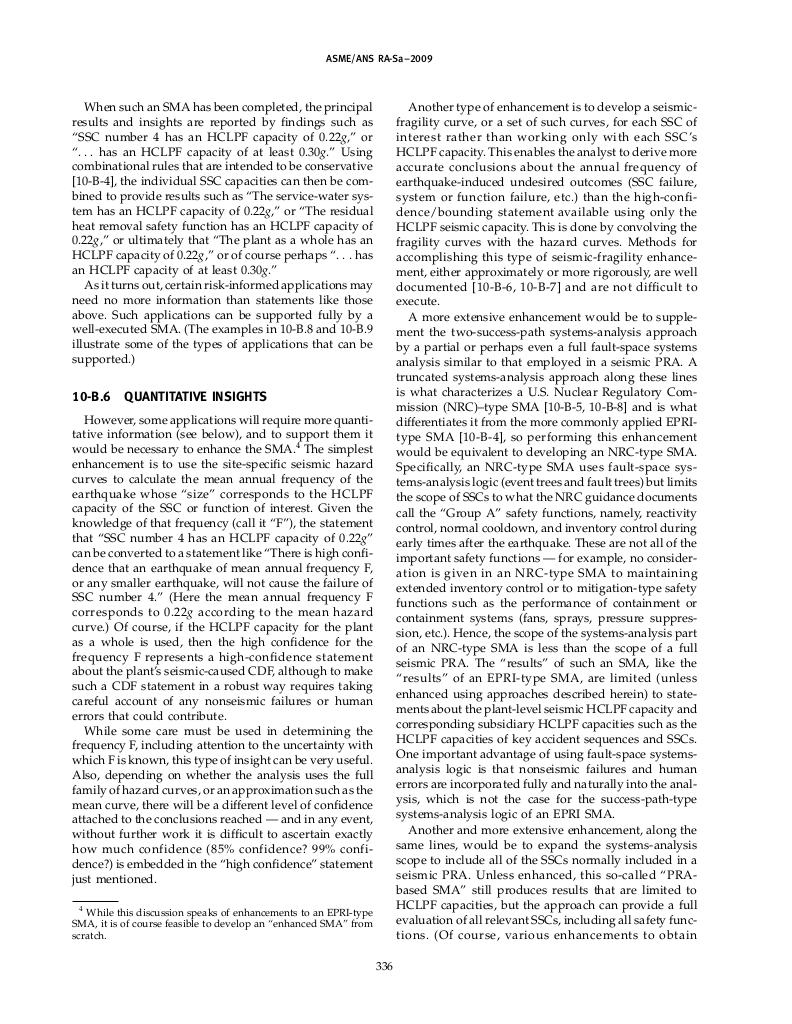 ASME/ANS RA-Sa–2009
When such an SMA has been completed, the principal
results and insights are reported by findings such as
“SSC number 4 has an HCLPF capacity of 0.22g,” or
“. . . has an HCLPF capacity of at least 0.30g.” Using
combinational rules that are intended to be conservative
[10-B-4], the individual SSC capacities can then be com-
bined to provide results such as “The service-water sys-
tem has an HCLPF capacity of 0.22g,” or “The residual
heat removal safety function has an HCLPF capacity of
0.22g,” or ultimately that “The plant as a whole has an
HCLPF capacity of 0.22g,” or of course perhaps “. . . has
an HCLPF capacity of at least 0.30g.”
As it turns out, certain risk-informed applications may
need no more information than statements like those
above. Such applications can be supported fully by a
well-executed SMA. (The examples in 10-B.8 and 10-B.9
illustrate some of the types of applications that can be
supported.)
10-B.6 QUANTITATIVE INSIGHTS
However, some applications will require more quanti-
tative information (see below), and to support them it
would be necessary to enhance the SMA.4 The simplest
enhancement is to use the site-specific seismic hazard
curves to calculate the mean annual frequency of the
earthquake whose “size” corresponds to the HCLPF
capacity of the SSC or function of interest. Given the
knowledge of that frequency (call it “F”), the statement
that “SSC number 4 has an HCLPF capacity of 0.22g”
can be converted to a statement like “There is high confi-
dence that an earthquake of mean annual frequency F,
or any smaller earthquake, will not cause the failure of
SSC number 4.” (Here the mean annual frequency F
corresponds to 0.22g according to the mean hazard
curve.) Of course, if the HCLPF capacity for the plant
as a whole is used, then the high confidence for the
frequency F represents a high-confidence statement
about the plant’s seismic-caused CDF, although to make
such a CDF statement in a robust way requires taking
careful account of any nonseismic failures or human
errors that could contribute.
While some care must be used in determining the
frequency F, including attention to the uncertainty with
which F is known, this type of insight can be very useful.
Also, depending on whether the analysis uses the full
family of hazard curves, or an approximation such as the
mean curve, there will be a different level of confidence
attached to the conclusions reached — and in any event,
without further work it is difficult to ascertain exactly
how much confidence (85% confidence? 99% confi-
dence?) is embedded in the “high confidence” statement
just mentioned.
4 While this discussion speaks of enhancements to an EPRI-type
SMA, it is of course feasible to develop an “enhanced SMA” from
scratch.
Another type of enhancement is to develop a seismic-
fragility curve, or a set of such curves, for each SSC of
interest rather than working only with each SSC’s
HCLPF capacity. This enables the analyst to derive more
accurate conclusions about the annual frequency of
earthquake-induced undesired outcomes (SSC failure,
system or function failure, etc.) than the high-confi-
dence/bounding statement available using only the
HCLPF seismic capacity. This is done by convolving the
fragility curves with the hazard curves. Methods for
accomplishing this type of seismic-fragility enhance-
ment, either approximately or more rigorously, are well
documented [10-B-6, 10-B-7] and are not difficult to
execute.
A more extensive enhancement would be to supple-
ment the two-success-path systems-analysis approach
by a partial or perhaps even a full fault-space systems
analysis similar to that employed in a seismic PRA. A
truncated systems-analysis approach along these lines
is what characterizes a U.S. Nuclear Regulatory Com-
mission (NRC)–type SMA [10-B-5, 10-B-8] and is what
differentiates it from the more commonly applied EPRI-
type SMA [10-B-4], so performing this enhancement
would be equivalent to developing an NRC-type SMA.
Specifically, an NRC-type SMA uses fault-space sys-
tems-analysis logic (event trees and fault trees) but limits
the scope of SSCs to what the NRC guidance documents
call the “Group A” safety functions, namely, reactivity
control, normal cooldown, and inventory control during
early times after the earthquake. These are not all of the
important safety functions — for example, no consider-
ation is given in an NRC-type SMA to maintaining
extended inventory control or to mitigation-type safety
functions such as the performance of containment or
containment systems (fans, sprays, pressure suppres-
sion, etc.). Hence, the scope of the systems-analysis part
of an NRC-type SMA is less than the scope of a full
seismic PRA. The “results” of such an SMA, like the
“results” of an EPRI-type SMA, are limited (unless
enhanced using approaches described herein) to state-
ments about the plant-level seismic HCLPF capacity and
corresponding subsidiary HCLPF capacities such as the
HCLPF capacities of key accident sequences and SSCs.
One important advantage of using fault-space systems-
analysis logic is that nonseismic failures and human
errors are incorporated fully and naturally into the anal-
ysis, which is not the case for the success-path-type
systems-analysis logic of an EPRI SMA.
Another and more extensive enhancement, along the
same lines, would be to expand the systems-analysis
scope to include all of the SSCs normally included in a
seismic PRA. Unless enhanced, this so-called “PRA-
based SMA” still produces results that are limited to
HCLPF capacities, but the approach can provide a full
evaluation of all relevant SSCs, including all safety func-
tions. (Of course, various enhancements to obtain
336